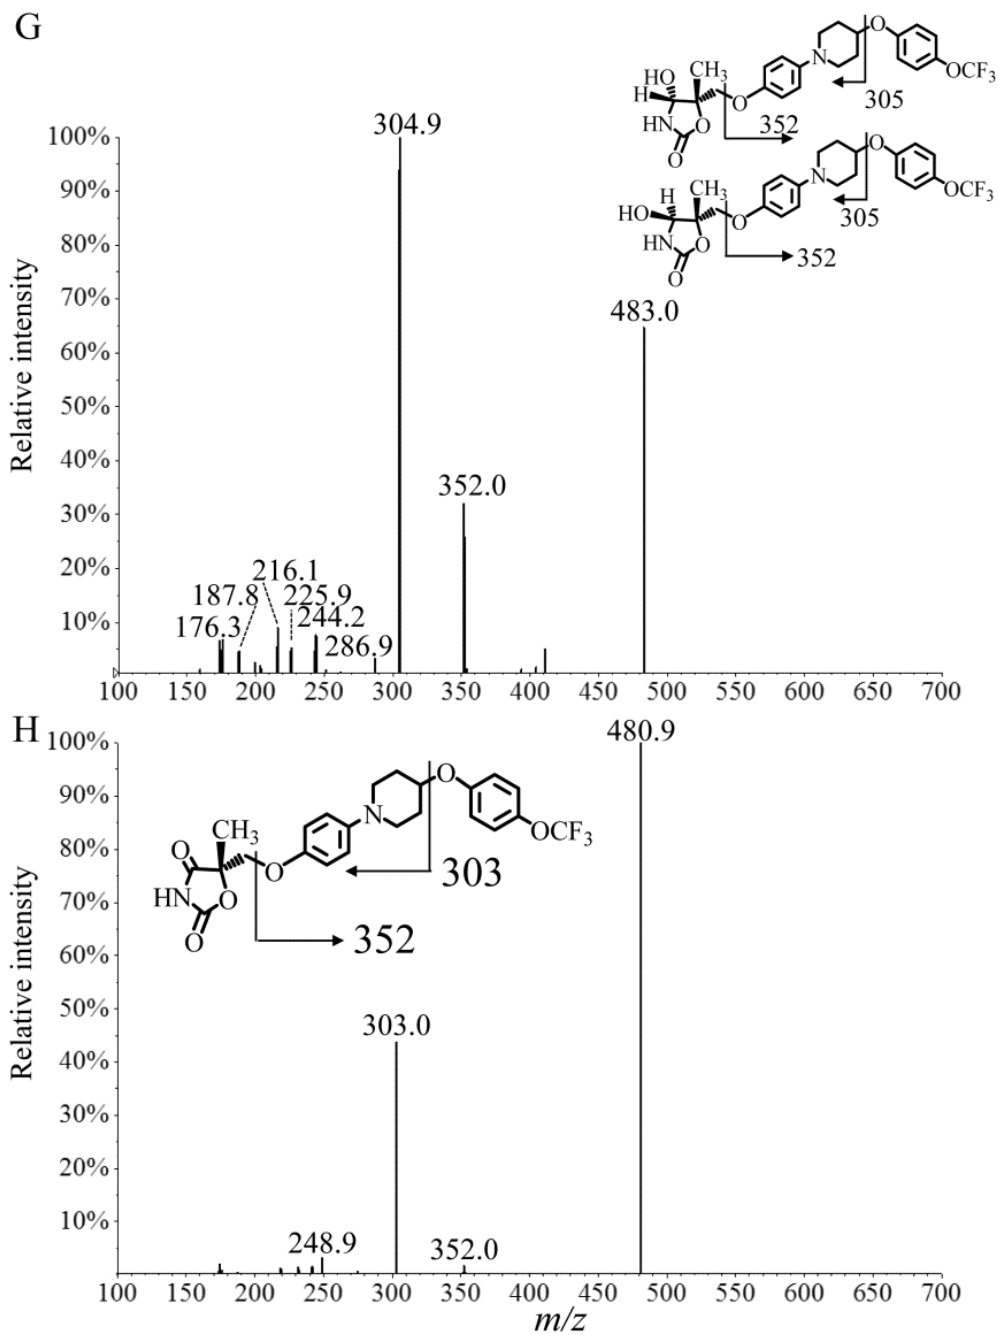 G
O
OCF3
N
HO
CH3
H
O
305
HN
O
352
O
O
OCF3
N
H
CH3
HO
O
305
HN
O
352
O
Relative intensity
100%
90%
80%
70%
60%
50%
40%
30%
20%
10%
304.9
483.0
352.0
216.1
187.8
225.9
176.3
244.2
286.9
100 150 200 250 300 350 400 450 500 550 600 650 700
H
Relative intensity
100%
90%
80%
70%
60%
50%
40%
30%
20%
10%
480.9
O
N
OCF3
CH3
O
O
303
HN
O
352
O
303.0
248.9
352.0
100 150 200 250 300 350 400 450 500 550 600 650 700
m/z